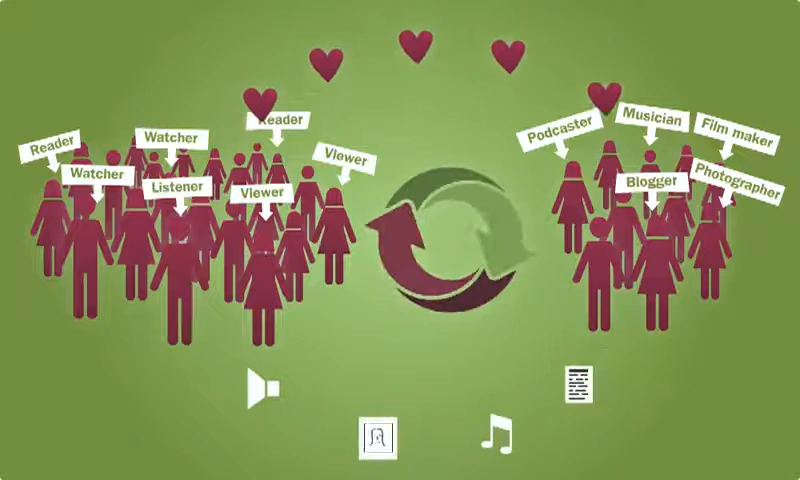 Reader
Watcher
Reader
Viewer
Watcher
Listener
Viewer
Podcaster
Musician
Film maker
Blogger
Photographer